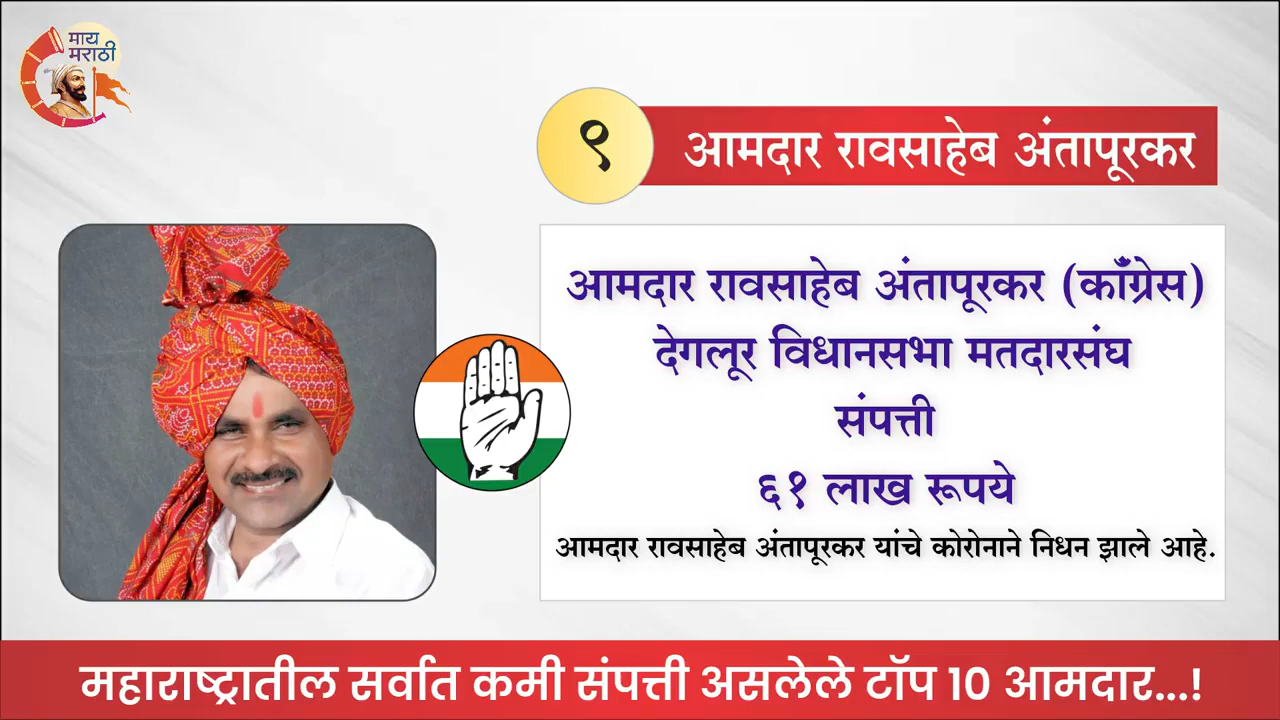 माय
मराठी
९
आमदार रावसाहेब अंतापूरकर
आमदार रावसाहेब अंतापूरकर (काँग्रेस)
देगलूर विधानसभा मतदारसंघ
संपत्ती
६१ लाख रूपये
आमदार रावसाहेब अंतापूरकर यांचे कोरोनाने निधन झाले आहे.
महाराष्ट्रातील सर्वात कमी संपत्ती असलेले टॉप 10 आमदार...!